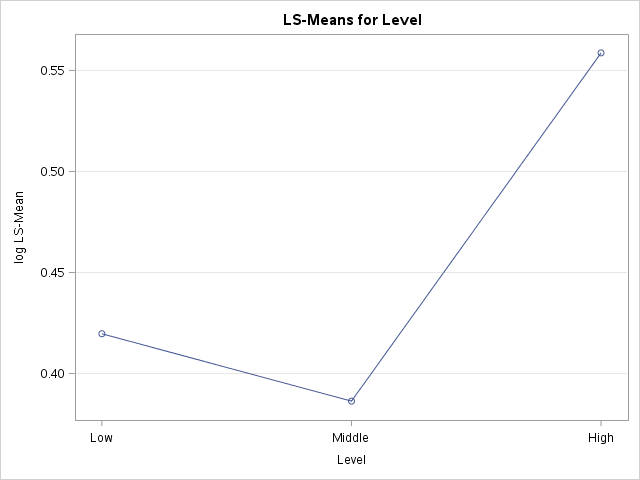 LS-Means for Level
0.55
0.50
0.45
0.40
log LS-Mean
Low Middle High
Level